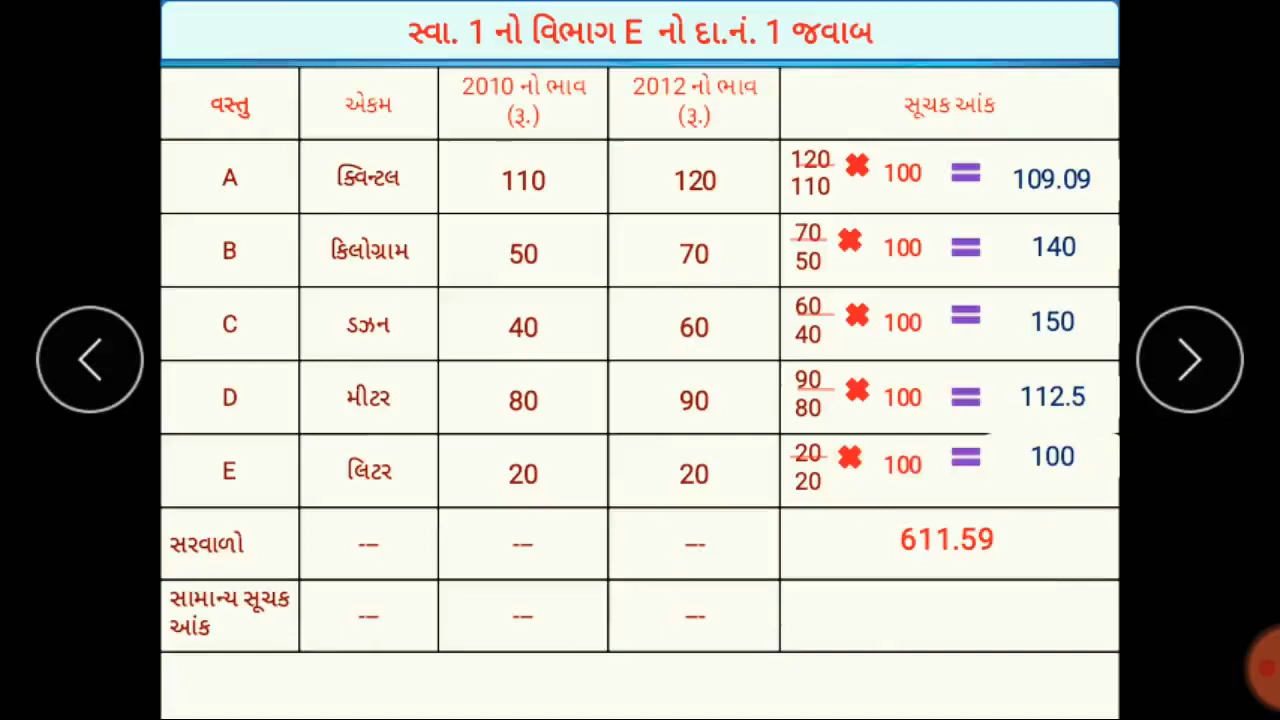 સ્વા. 1 નો વિભાગ E નો દા.નં. 1 જવાબ
વસ્તુ એકમ 2010 નો ભાવ (રૂ.) 2012 નો ભાવ (રૂ.) સૂચક આંક
A ક્વિન્ટલ 110 120 120/110 ✖ 100 = 109.09
B કિલોગ્રામ 50 70 70/50 ✖ 100 = 140
C ડઝન 40 60 60/40 ✖ 100 = 150
D મીટર 80 90 90/80 ✖ 100 = 112.5
E લિટર 20 20 20/20 ✖ 100 = 100
સરવાળો -- -- -- 611.59
સામાન્ય સૂચક આંક -- -- --